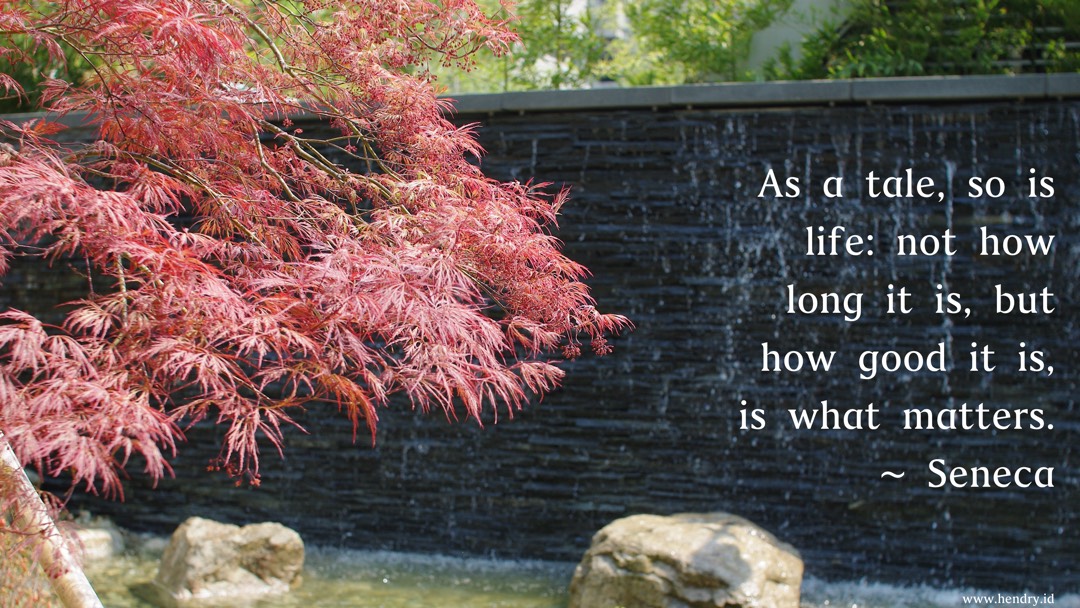 As a tale, so is
life: not how
long it is, but
how good it is,
is what matters.
~ Seneca
www.hendry.id